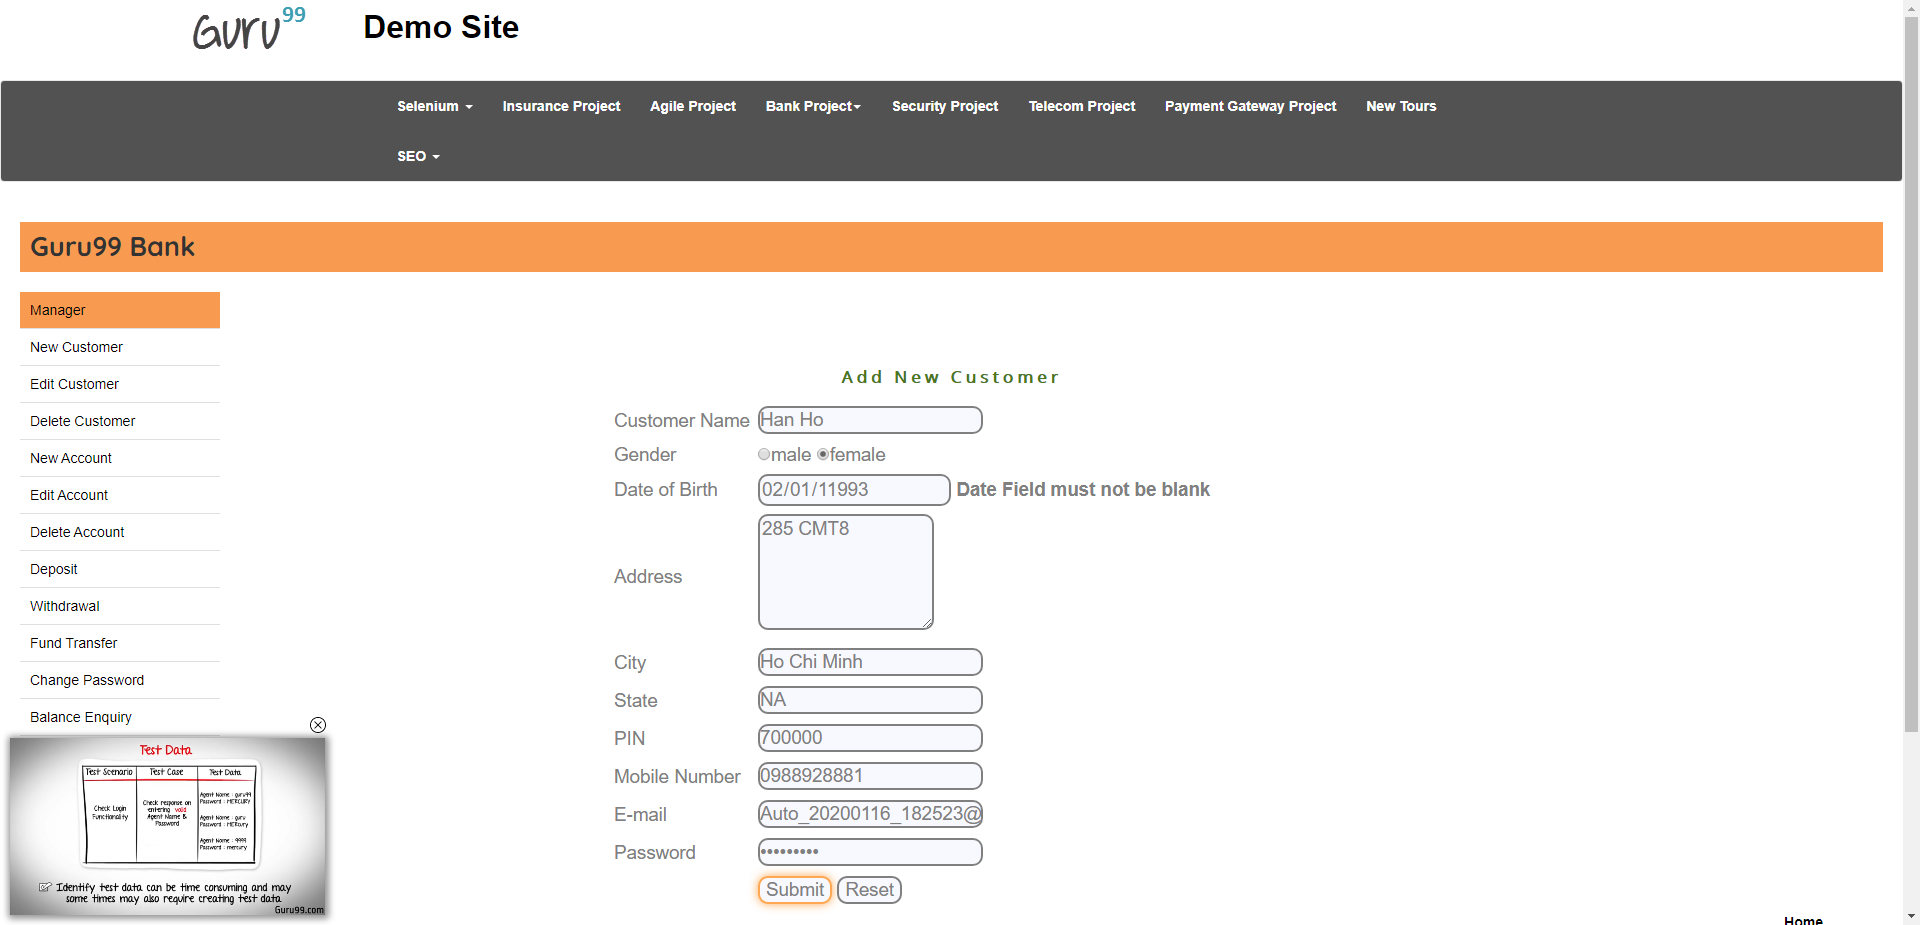 Guru99 Demo Site
Selenium Insurance Project Agile Project Bank Project Security Project Telecom Project Payment Gateway Project New Tours
SEO
Guru99 Bank
Manager
New Customer
Edit Customer
Delete Customer
New Account
Edit Account
Delete Account
Deposit
Withdrawal
Fund Transfer
Change Password
Balance Enquiry
Add New Customer
Customer Name Han Ho
Gender male female
Date of Birth 02/01/11993 Date Field must not be blank
285 CMT8
Address
City Ho Chi Minh
State NA
PIN 700000
Mobile Number 0988928881
E-mail Auto_20200116_182523@
Password •••••••••
Submit Reset
Test Data
Test Scenario Test Case Test Data
Check Login
Functionality
Check response on
entering valid
Agent Name &
Password
Agent Name : guru99
Password : MERCURY
Agent Name : guru
Password : MERcury
Agent Name : 9999
Password : mercury
Identify test data can be time consuming and may
some times may also require creating test data
Guru99.com
Home